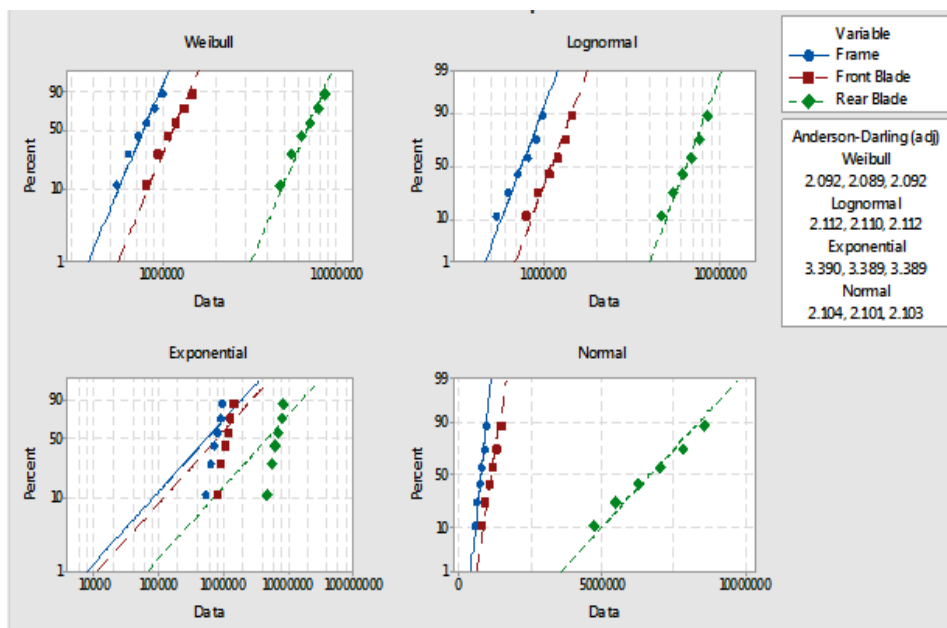 Weibull
Percent
90
50
10
1
1000000
10000000
Data
Lognormal
Percent
99
90
50
10
1
1000000
10000000
Data
Variable
Frame
Front Blade
Rear Blade
Anderson-Darling (adj)
Weibull
2.092, 2.089, 2.092
Lognormal
2.112, 2.110, 2.112
Exponential
3.390, 3.389, 3.389
Normal
2.104, 2.101, 2.103
Exponential
Percent
90
50
10
1
10000
100000
1000000
10000000
100000000
Data
Normal
Percent
99
90
50
10
1
0
5000000
10000000
Data